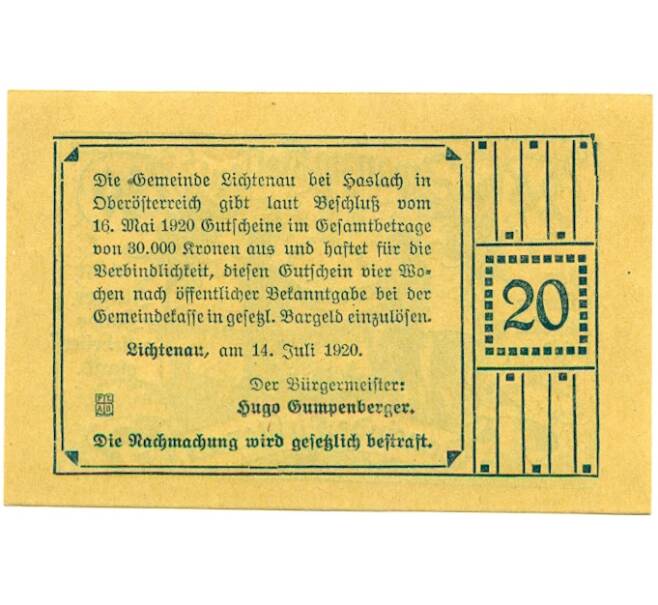 Die Gemeinde Lichtenau bei Haslach in
Oberösterreich gibt laut Beschluß vom
16. Mai 1920 Gutscheine im Gesamtbetrage
von 30.000 Kronen aus und haftet für die
Verbindlichkeit, diesen Gutschein vier Wo-
chen nach öffentlicher Bekanntgabe bei der
Gemeindekasse in gesetzl. Bargeld einzulösen.
Lichtenau, am 14. Juli 1920.
Der Bürgermeister:
Hugo Gumpenberger.
Die Nachmachung wird gesetzlich bestraft.
20